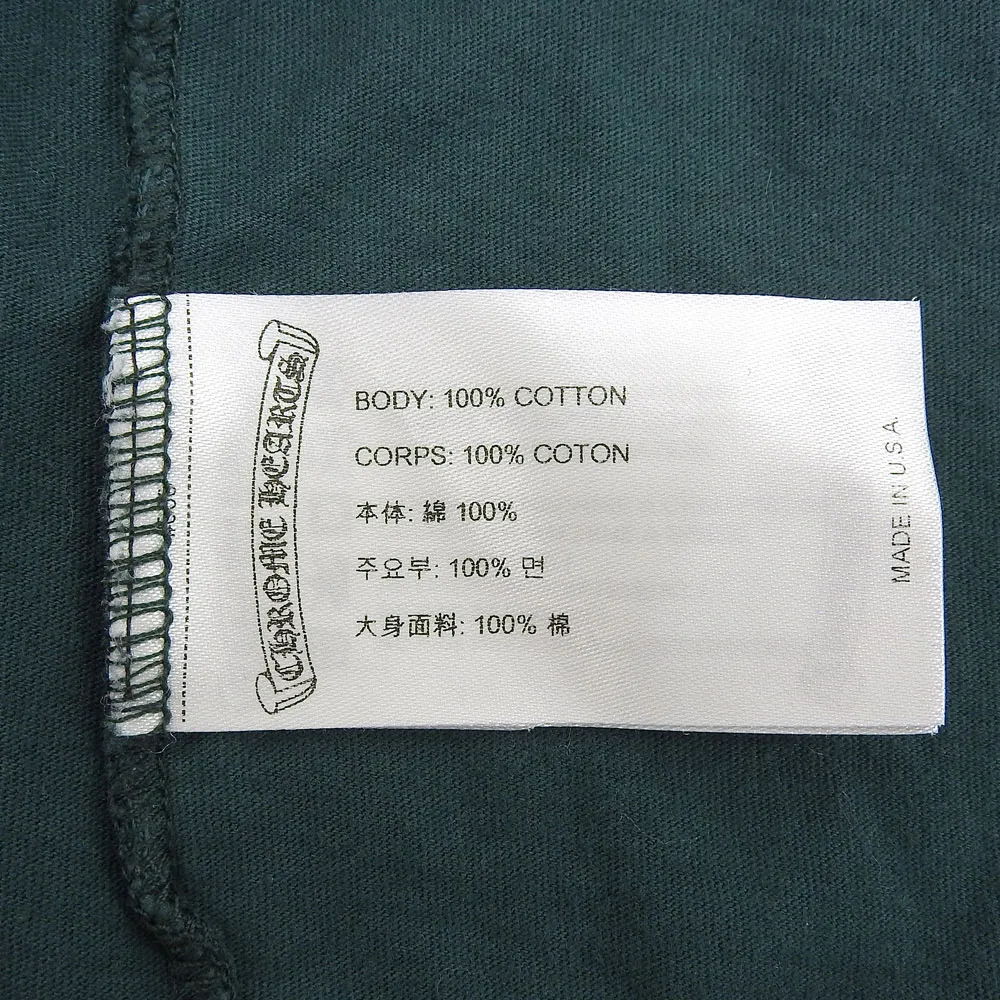 CHROME HEARTS
BODY: 100% COTTON
CORPS: 100% COTON
本体: 綿 100%
주요부: 100% 면
大身面料: 100% 棉
MADE IN U.S.A.